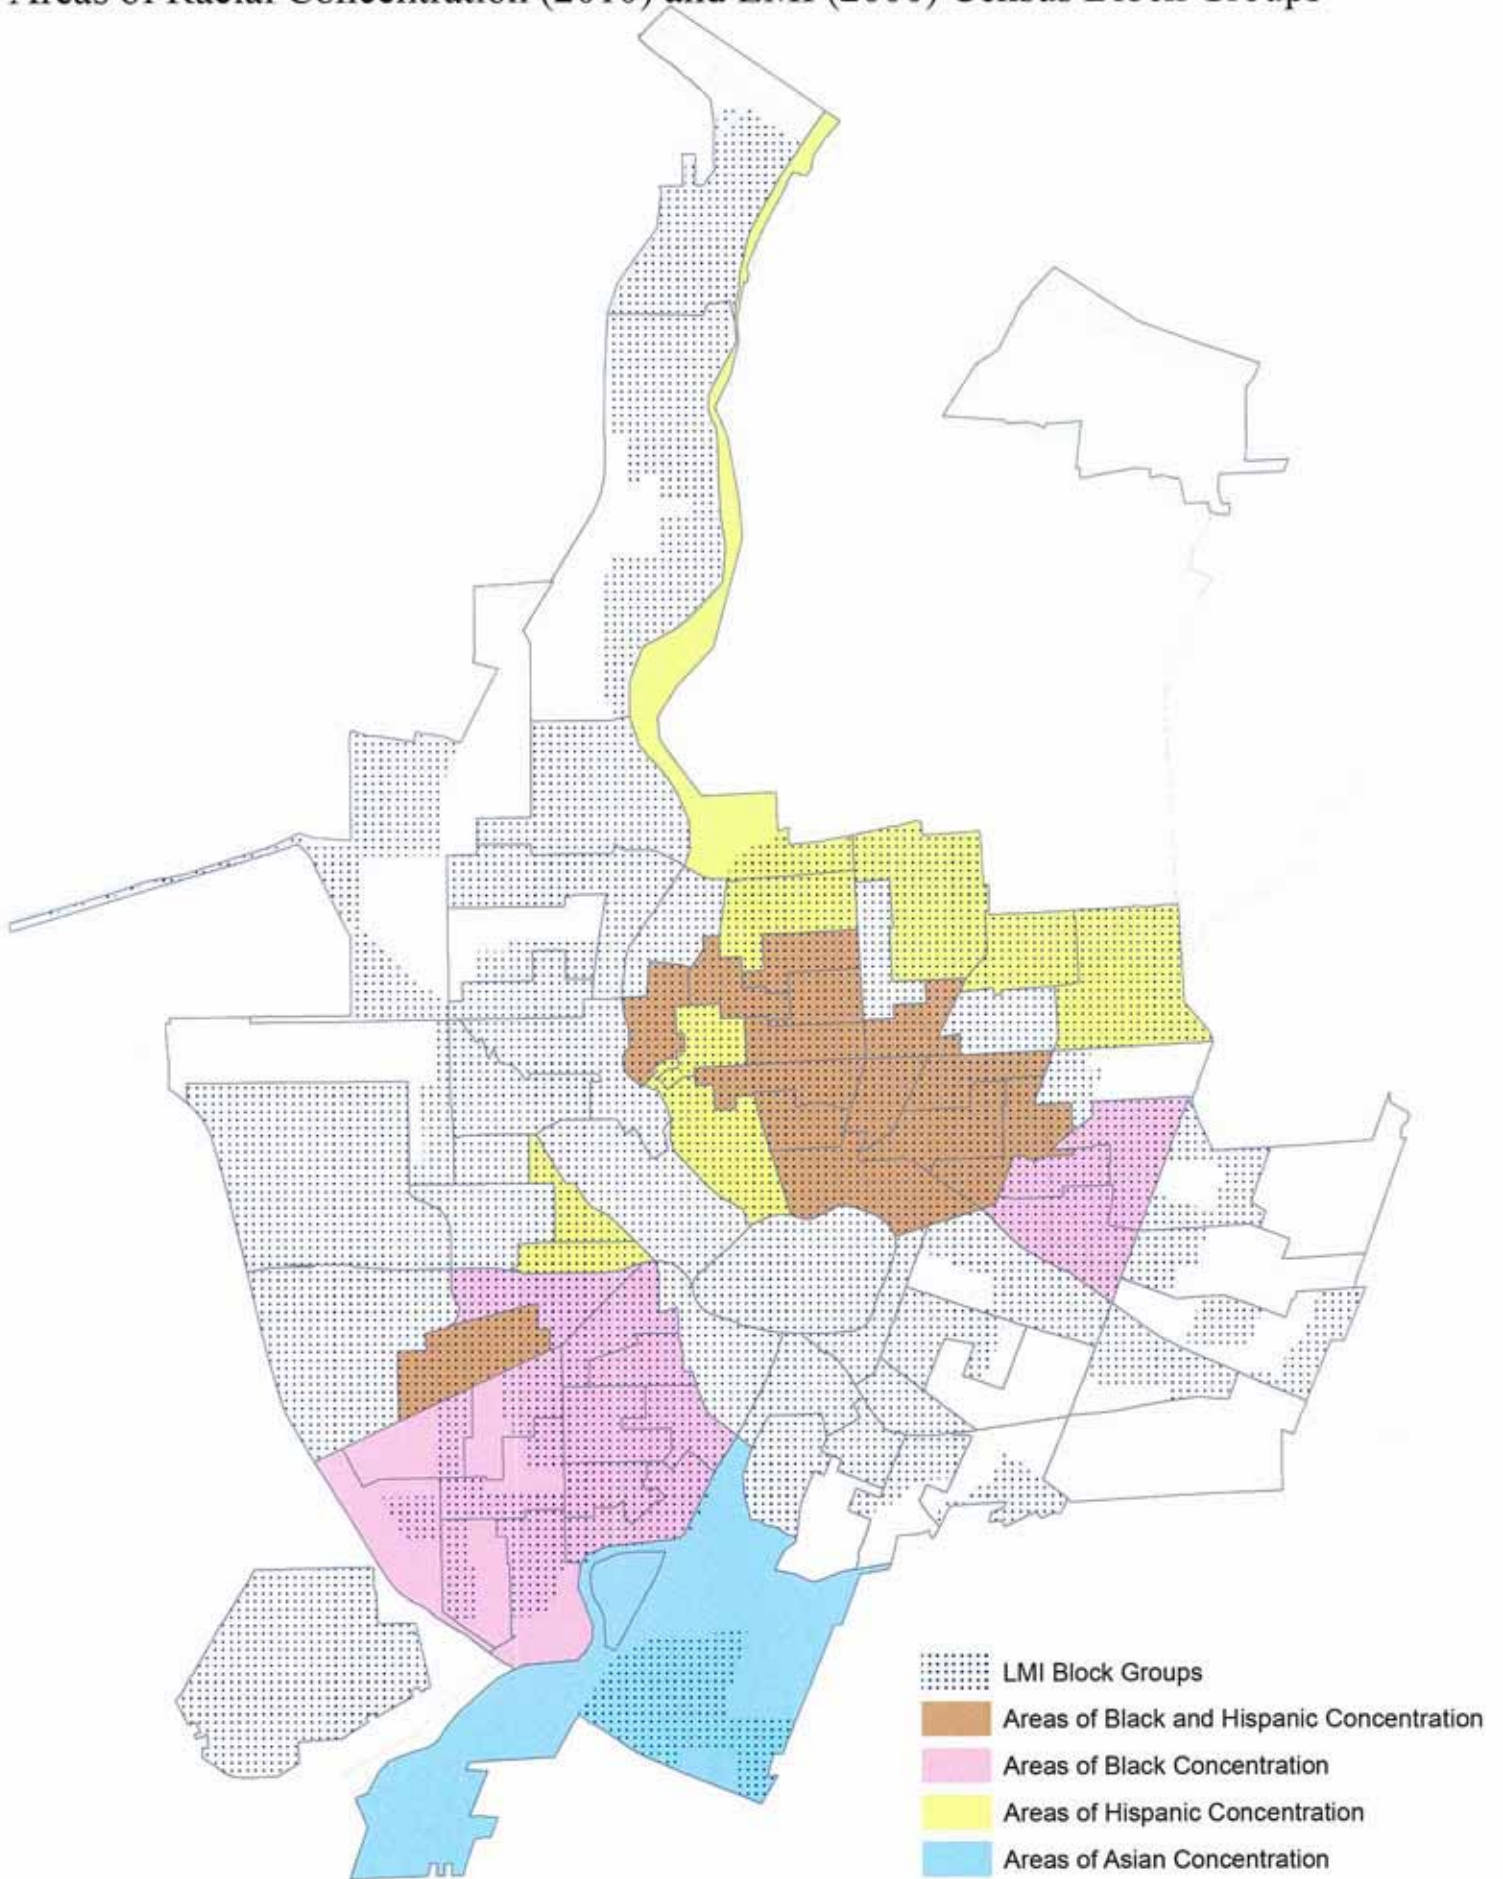 Areas of Racial Concentration (2010) and LMI (2000) Census Block Groups
LMI Block Groups
Areas of Black and Hispanic Concentration
Areas of Black Concentration
Areas of Hispanic Concentration
Areas of Asian Concentration